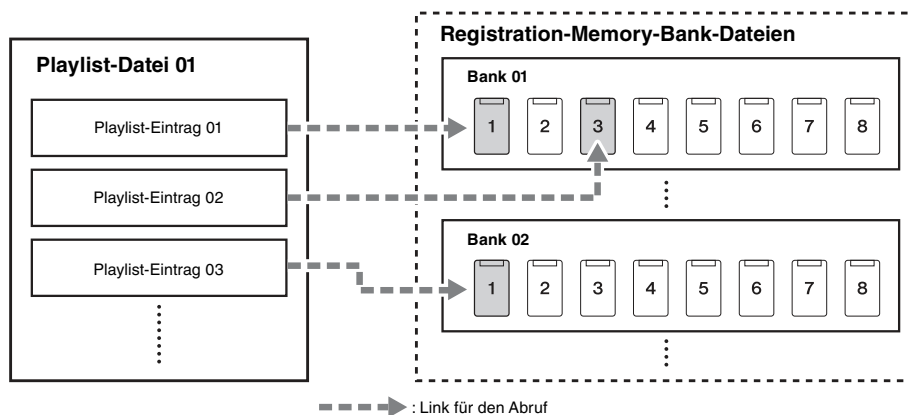 Playlist-Datei 01
Playlist-Eintrag 01
Playlist-Eintrag 02
Playlist-Eintrag 03
Registration-Memory-Bank-Dateien
Bank 01
1 2 3 4 5 6 7 8
Bank 02
1 2 3 4 5 6 7 8
: Link für den Abruf